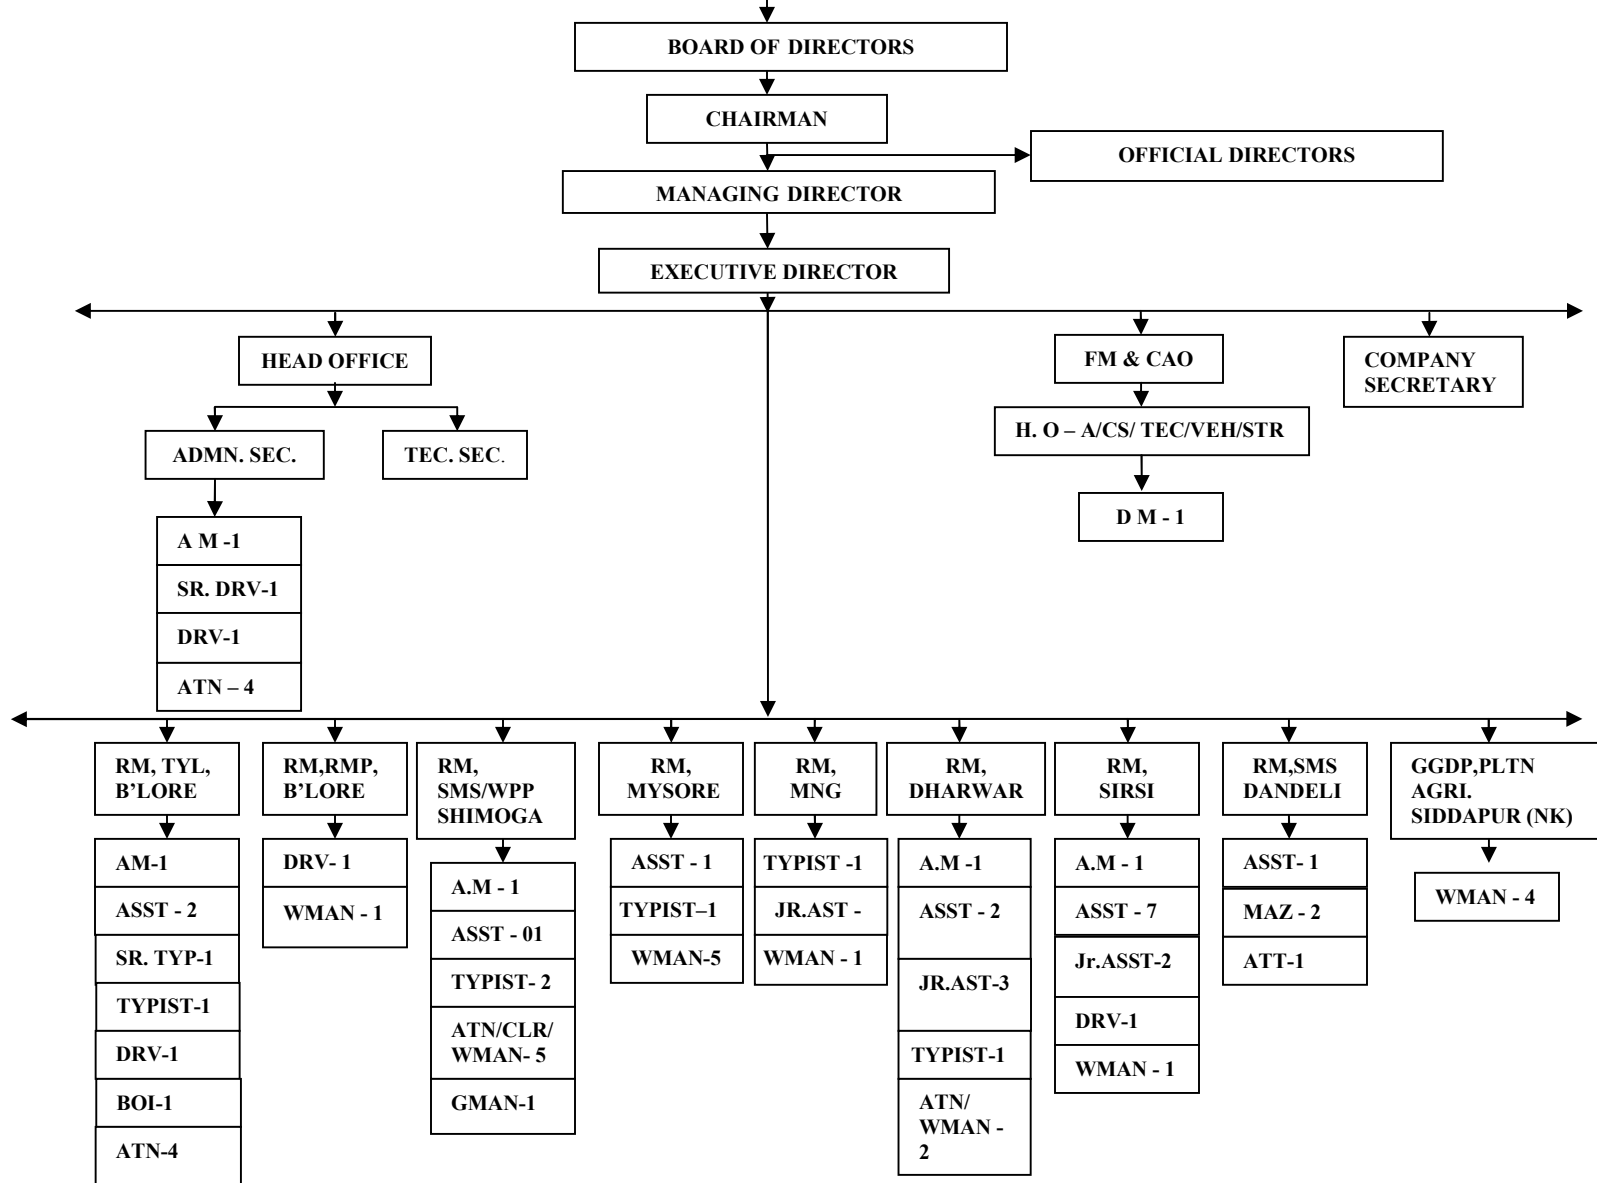 BOARD OF DIRECTORS
CHAIRMAN
OFFICIAL DIRECTORS
MANAGING DIRECTOR
EXECUTIVE DIRECTOR
HEAD OFFICE
FM & CAO
COMPANY
SECRETARY
H. O – A/CS/ TEC/VEH/STR
ADMN. SEC.
TEC. SEC.
D M - 1
A M -1
SR. DRV-1
DRV-1
ATN – 4
RM, TYL,
B’LORE
AM-1
ASST - 2
SR. TYP-1
TYPIST-1
DRV-1
BOI-1
ATN-4
RM,RMP,
B’LORE
DRV- 1
WMAN - 1
RM,
SMS/WPP
SHIMOGA
A.M - 1
ASST - 01
TYPIST- 2
ATN/CLR/
WMAN- 5
GMAN-1
RM,
MYSORE
ASST - 1
TYPIST–1
WMAN-5
RM,
MNG
TYPIST -1
JR.AST -
WMAN - 1
RM,
DHARWAR
A.M -1
ASST - 2
JR.AST-3
TYPIST-1
ATN/
WMAN -
2
RM,
SIRSI
A.M - 1
ASST - 7
Jr.ASST-2
DRV-1
WMAN - 1
RM,SMS
DANDELI
ASST- 1
MAZ - 2
ATT-1
GGDP,PLTN
AGRI.
SIDDAPUR (NK)
WMAN - 4